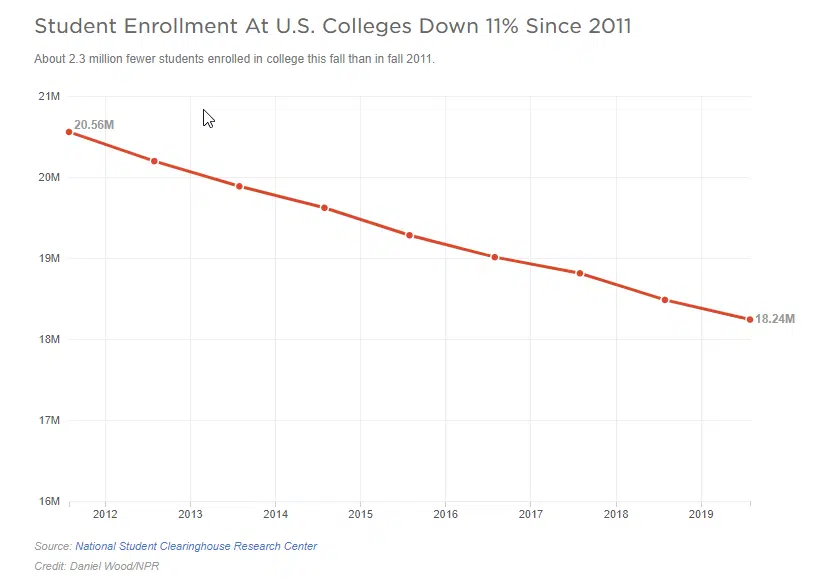 Student Enrollment At U.S. Colleges Down 11% Since 2011
About 2.3 million fewer students enrolled in college this fall than in fall 2011.
21M
20.56M
20M
19M
18.24M
18M
17M
16M
2012 2013 2014 2015 2016 2017 2018 2019
Source: National Student Clearinghouse Research Center
Credit: Daniel Wood/NPR